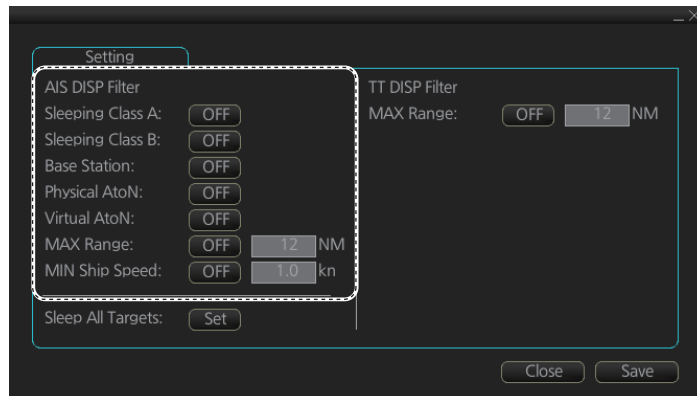 Setting
AIS DISP Filter
Sleeping Class A: OFF
Sleeping Class B: OFF
Base Station: OFF
Physical AtoN: OFF
Virtual AtoN: OFF
MAX Range: OFF 12 NM
MIN Ship Speed: OFF 1.0 kn
Sleep All Targets: Set
TT DISP Filter
MAX Range: OFF 12 NM
Close Save